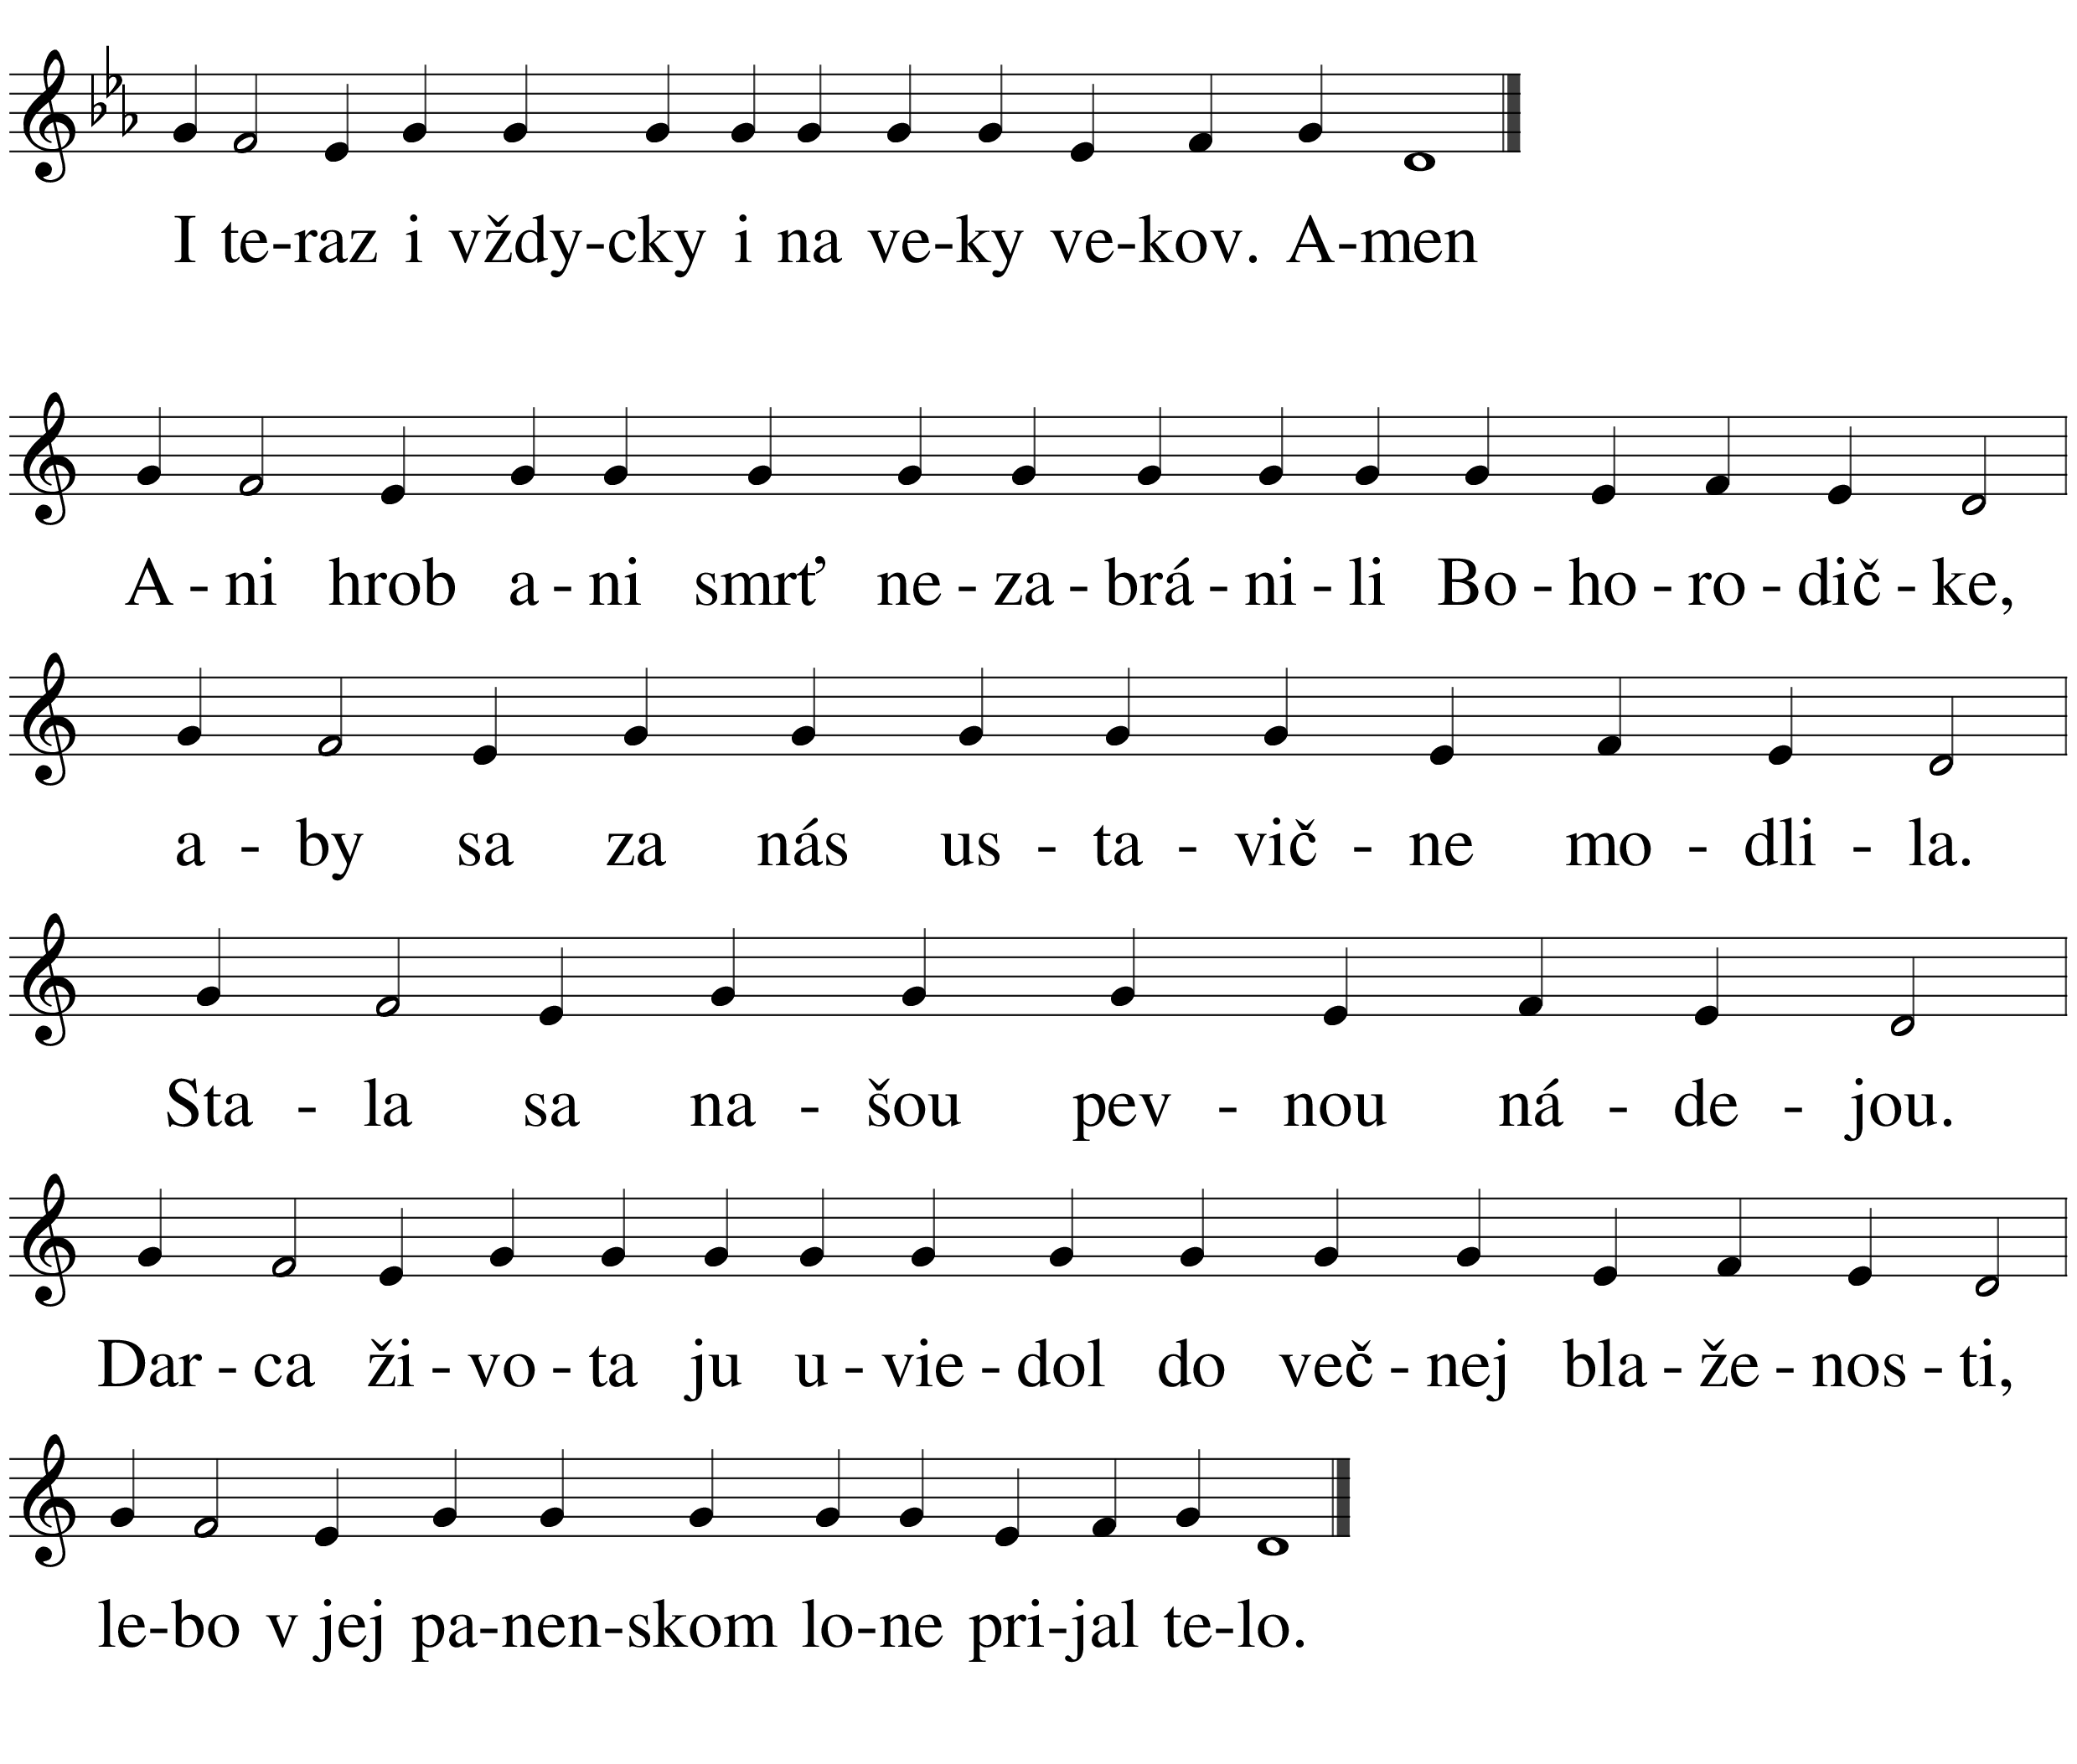 I te-raz i vždy-cky i na ve-ky ve-kov. A-men
A - ni hrob a - ni smrť ne - za - brá - ni - li Bo - ho - ro - dič - ke,
a - by sa za nás us - ta - vič - ne mo - dli - la.
Sta - la sa na - šou pev - nou ná - de - jou.
Dar - ca ži - vo - ta ju u - vie - dol do več - nej bla - že - nos - ti,
le-bo v jej pa-nen-skom lo-ne pri-jal te-lo.